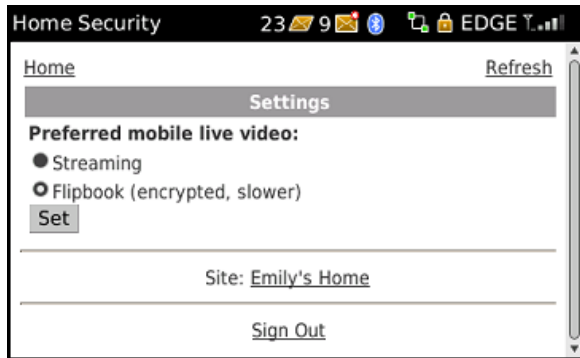 Home Security 23 9 EDGE
Home Refresh
Settings
Preferred mobile live video:
Streaming
Flipbook (encrypted, slower)
Set
Site: Emily's Home
Sign Out